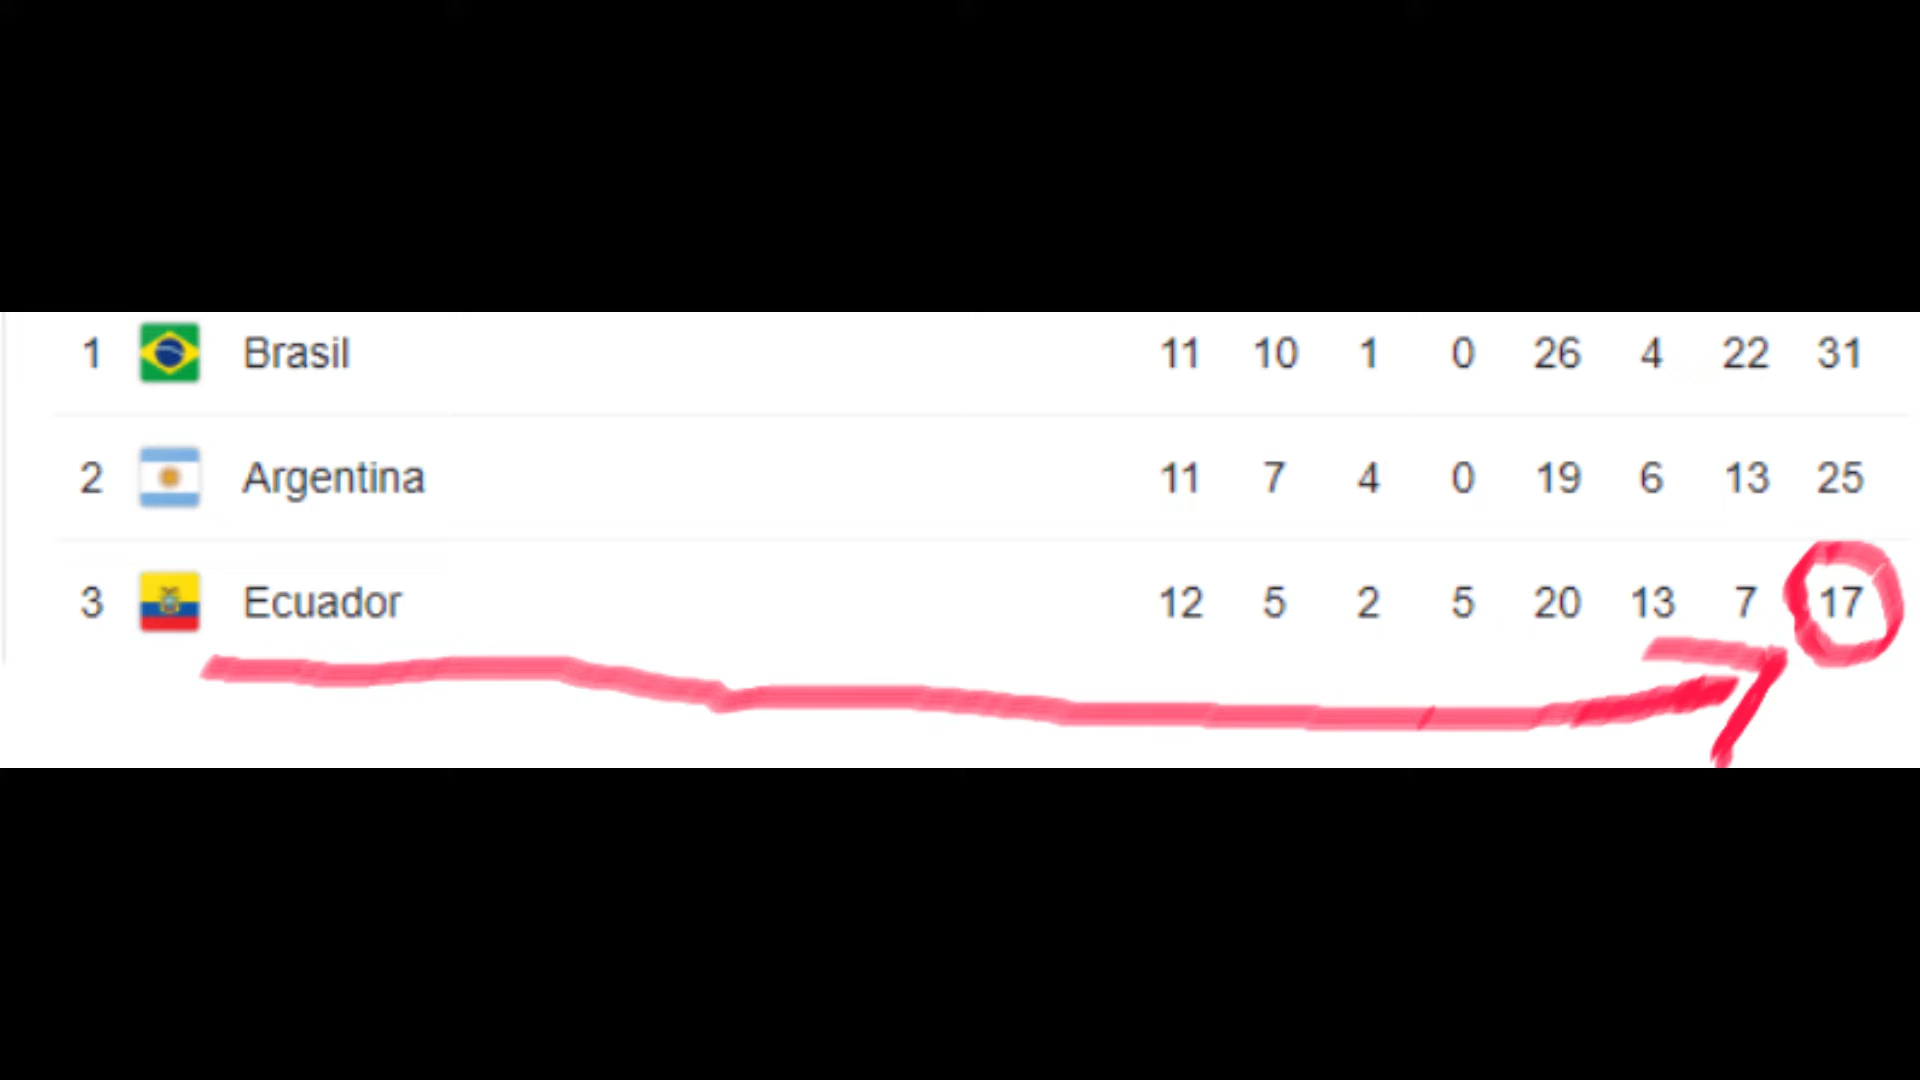 1 Brasil 11 10 1 0 26 4 22 31
2 Argentina 11 7 4 0 19 6 13 25
3 Ecuador 12 5 2 5 20 13 7 17